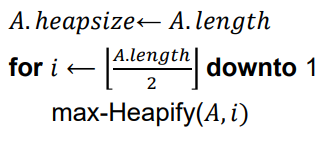 A.heapsize← A.length
for i ← ⌊A.length/2⌋ downto 1
max-Heapify(A, i)